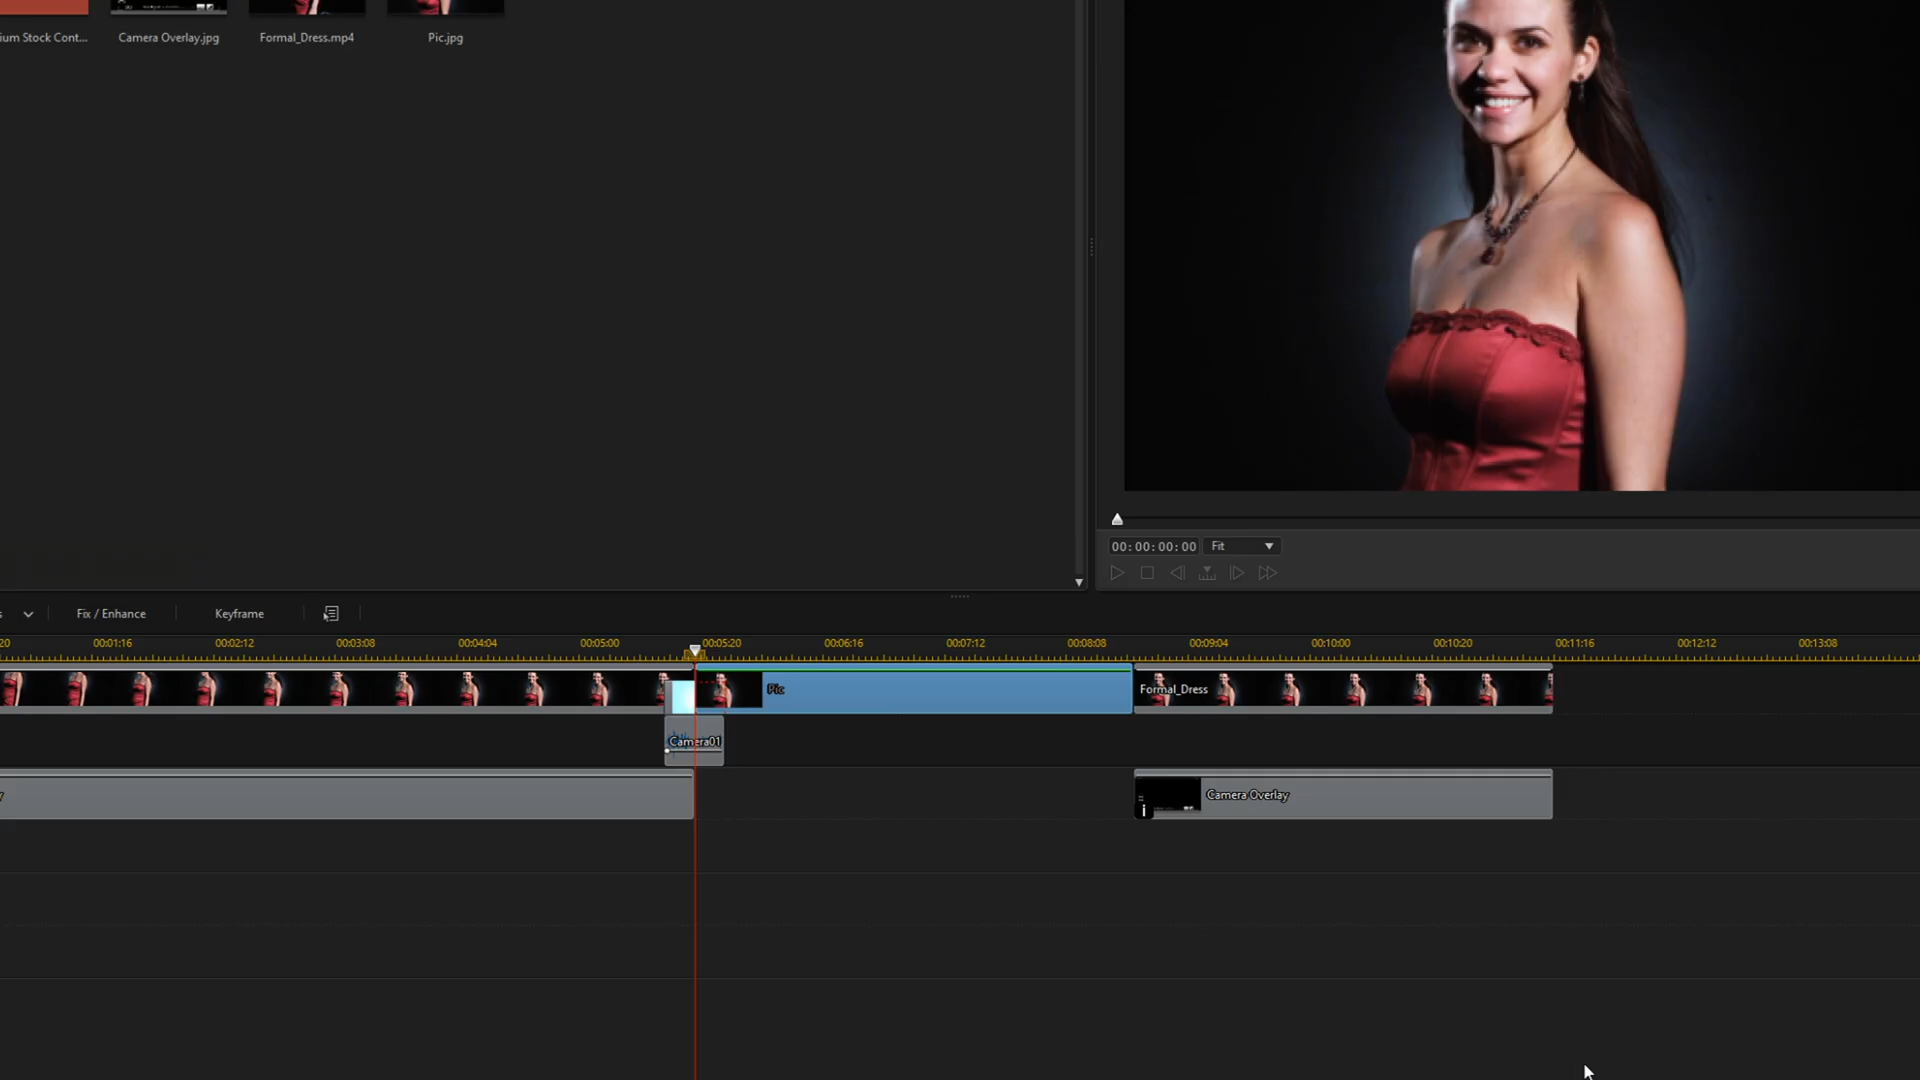 ium Stock Cont...
Camera Overlay.jpg
Formal_Dress.mp4
Pic.jpg
00:00:00:00
Fit
s
Fix / Enhance
Keyframe
20
00:01:16
00:02:12
00:03:08
00:04:04
00:05:00
00:05:20
00:06:16
00:07:12
00:08:08
00:09:04
00:10:00
00:10:20
00:11:16
00:12:12
00:13:08
Pic
Formal_Dress
Camera01
y
i
Camera Overlay